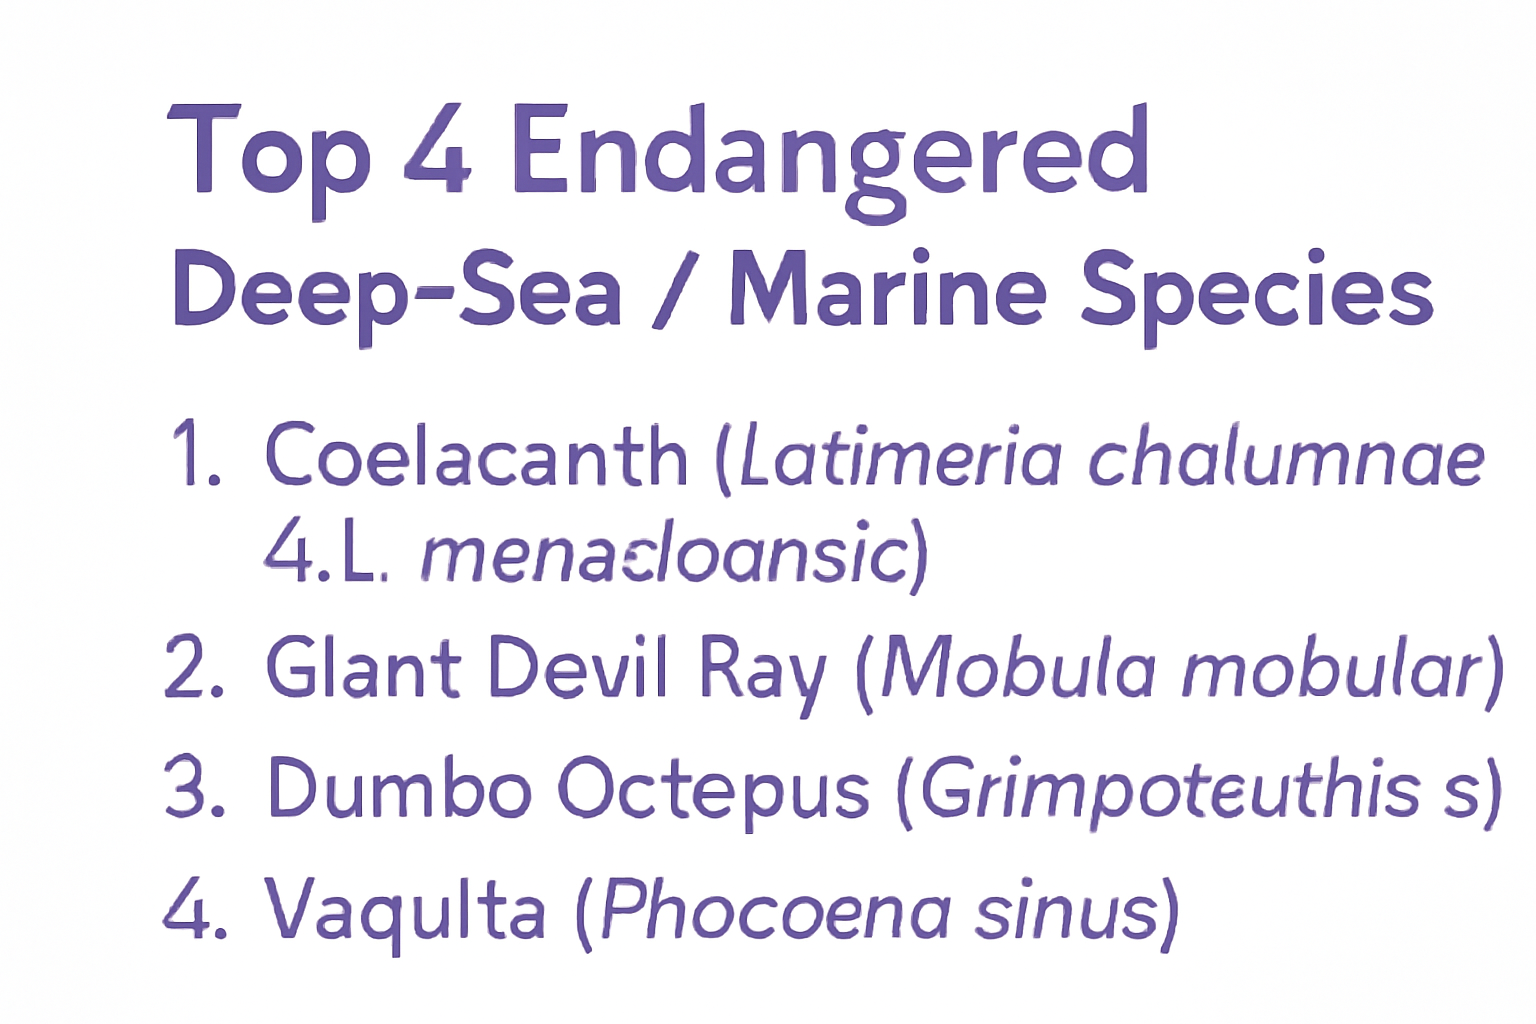 Top 4 Endangered
Deep-Sea / Marine Species
1. Coelacanth (Latimeria chalumnae
4.L.
2. Glant Devil Ray (Mobula mobular)
3. Dumbo Octepus (Grimpoteuthis s)
4. Vaqulta (Phocoena sinus)